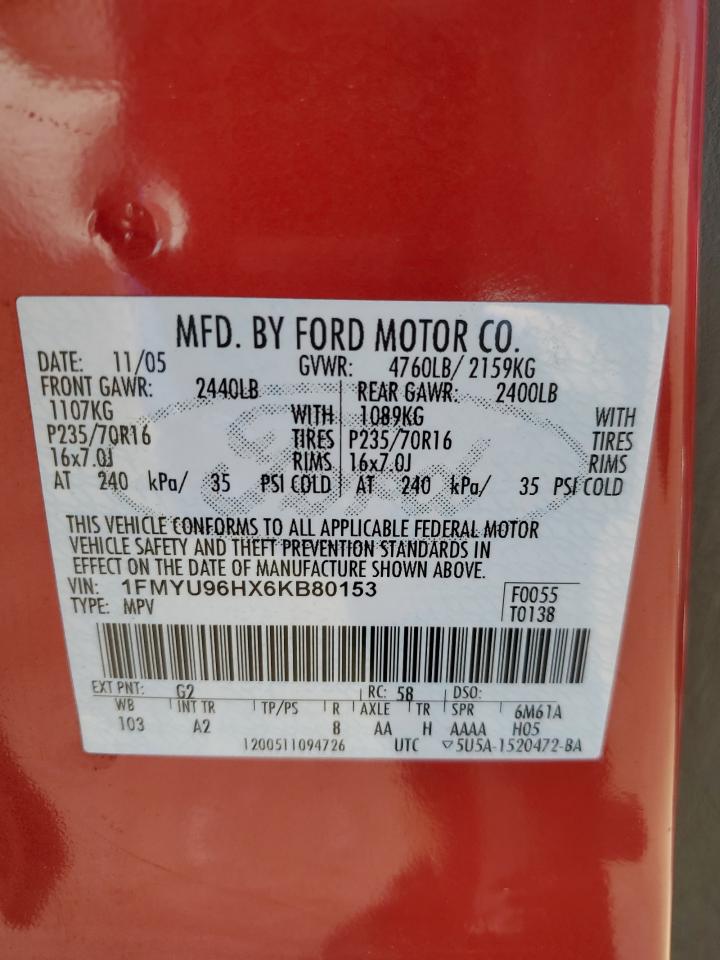 MFD. BY FORD MOTOR CO.
DATE: 11/05 GVWR: 4760LB/ 2159KG
FRONT GAWR: 2440LB REAR GAWR: 2400LB
1107KG WITH 1089KG WITH
P235/70R16 TIRES P235/70R16 TIRES
16x7.0J RIMS 16x7.0J RIMS
AT 240 kPa/ 35 PSI COLD AT 240 kPa/ 35 PSI COLD
THIS VEHICLE CONFORMS TO ALL APPLICABLE FEDERAL MOTOR
VEHICLE SAFETY AND THEFT PREVENTION STANDARDS IN
EFFECT ON THE DATE OF MANUFACTURE SHOWN ABOVE.
VIN: 1FMYU96HX6KB80153 F0055
TYPE: MPV T0138
EXT PNT: G2 RC: 58 DSO:
WB INT TR TP/PS R AXLE TR SPR 6M61A
103 A2 8 AA H AAAA H05
1200511094726 UTC ▽5U5A-1520472-BA
Ford